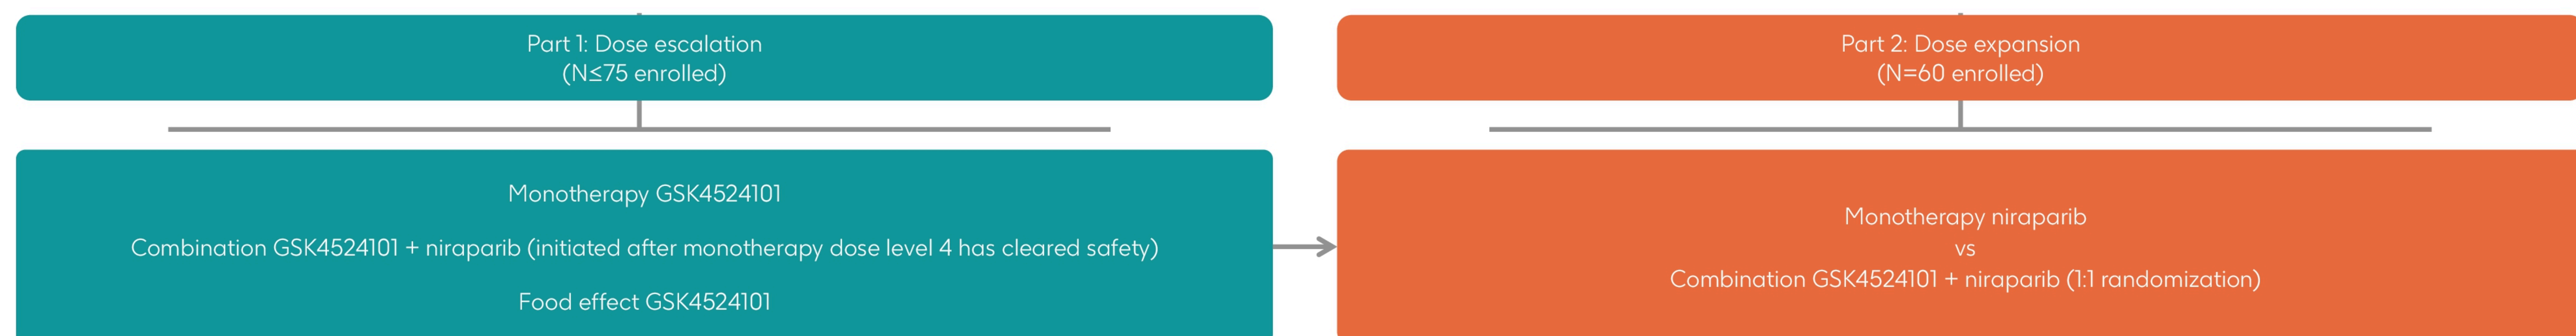 Part 1: Dose escalation
(N≤75 enrolled)
Monotherapy GSK4524101
Combination GSK4524101 + niraparib (initiated after monotherapy dose level 4 has cleared safety)
Food effect GSK4524101
Part 2: Dose expansion
(N=60 enrolled)
Monotherapy niraparib
vs
Combination GSK4524101 + niraparib (1:1 randomization)